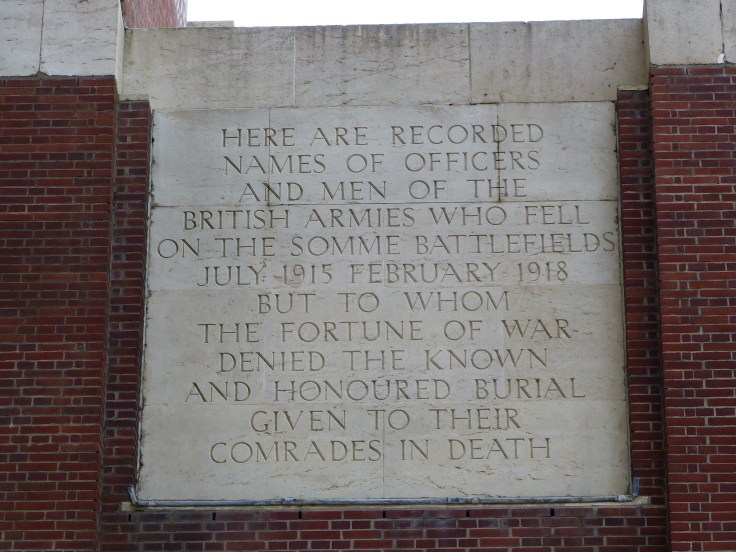 HERE ARE RECORDED
NAMES OF OFFICERS
AND MEN OF THE
BRITISH ARMIES WHO FELL
ON THE SOMME BATTLEFIELDS
JULY 1915 FEBRUARY 1918
BUT TO WHOM
THE FORTUNE OF WAR
DENIED THE KNOWN
AND HONOURED BURIAL
GIVEN TO THEIR
COMRADES IN DEATH